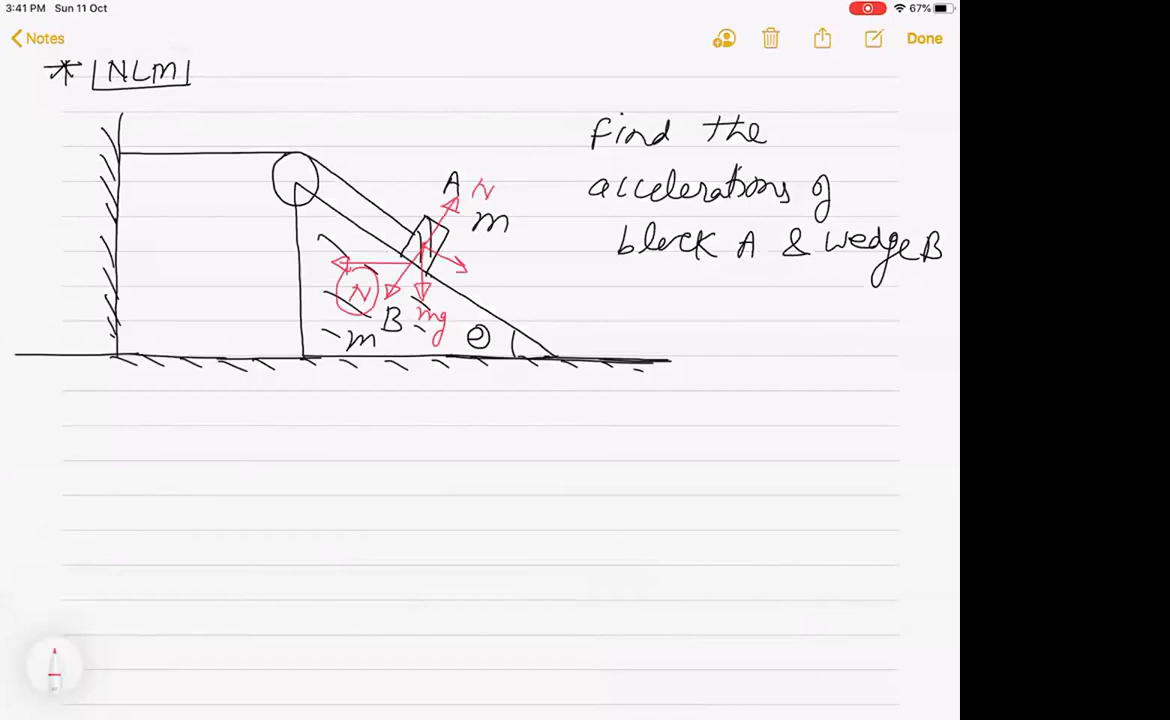 3:41 PM Sun 11 Oct
67%
Notes
Done
* NLM
find the
accelerations of
block A & wedge B
A
N
m
N
B
mg
m
θ